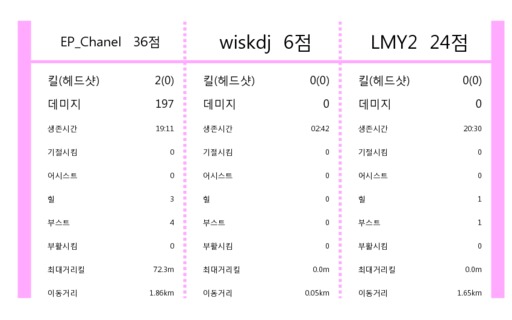 EP_Chanel 36점 wiskdj 6점 LMY2 24점
킬(헤드샷) 2(0) 킬(헤드샷) 0(0) 킬(헤드샷) 0(0)
데미지 197 데미지 0 데미지 0
생존시간 19:11 생존시간 02:42 생존시간 20:30
기절시킴 0 기절시킴 0 기절시킴 0
어시스트 0 어시스트 0 어시스트 0
힐 3 힐 0 힐 1
부스트 4 부스트 0 부스트 1
부활시킴 0 부활시킴 0 부활시킴 0
최대거리킬 72.3m 최대거리킬 0.0m 최대거리킬 0.0m
이동거리 1.86km 이동거리 0.05km 이동거리 1.65km